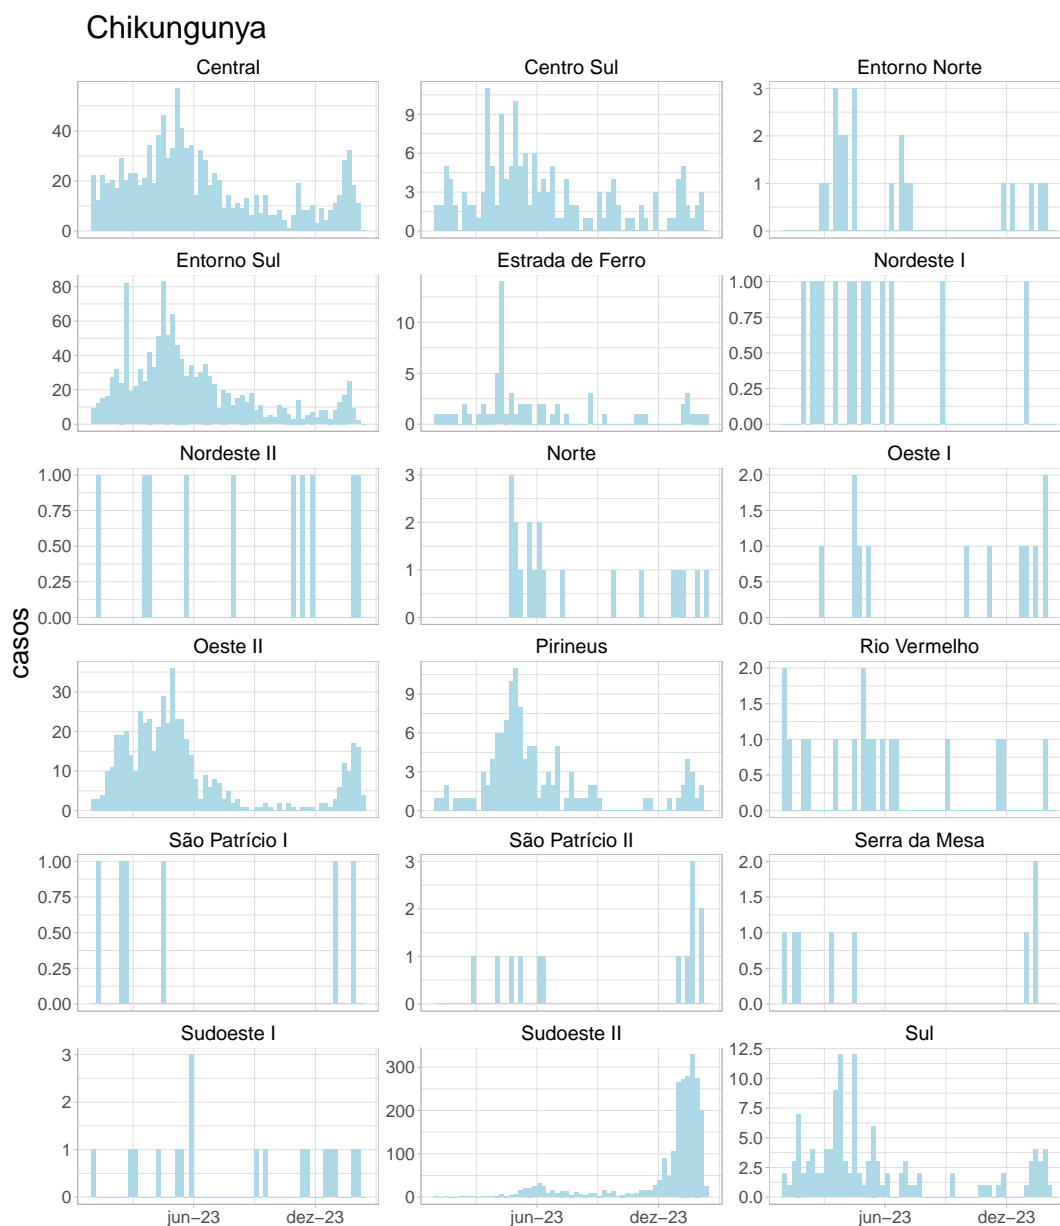 Chikungunya
Central Centro Sul Entorno Norte
40 20 0
9 6 3 0
3 2 1 0
Entorno Sul Estrada de Ferro Nordeste I
80 60 40 20 0
10 5 0
1.00 0.75 0.50 0.25 0.00
Nordeste II Norte Oeste I
1.00 0.75 0.50 0.25 0.00
3 2 1 0
2.0 1.5 1.0 0.5 0.0
casos
Oeste II Pirineus Rio Vermelho
30 20 10 0
9 6 3 0
2.0 1.5 1.0 0.5 0.0
São Patrício I São Patrício II Serra da Mesa
1.00 0.75 0.50 0.25 0.00
3 2 1 0
2.0 1.5 1.0 0.5 0.0
Sudoeste I Sudoeste II Sul
3 2 1 0
300 200 100 0
12.5 10.0 7.5 5.0 2.5 0.0
jun−23 dez−23 jun−23 dez−23 jun−23 dez−23